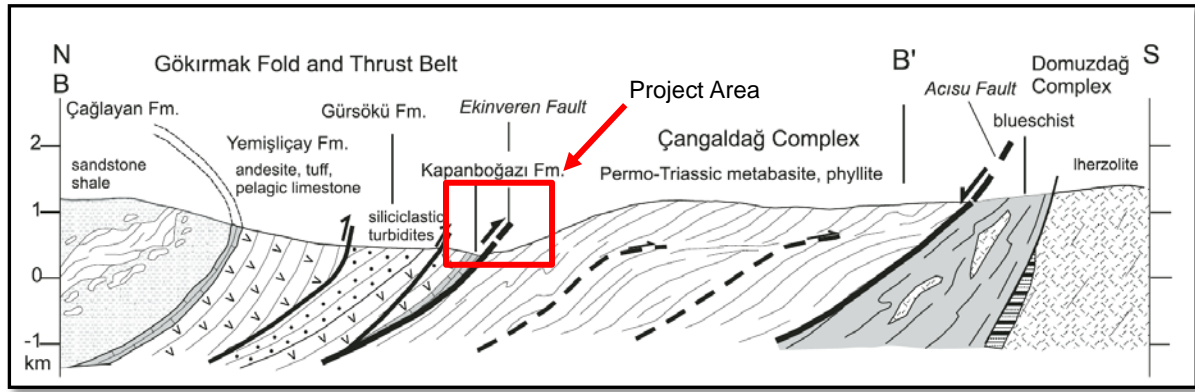 N
B
Gökırmak Fold and Thrust Belt
B'
Domuzdağ
Complex
S
Çağlayan Fm.
Gürsökü Fm.
Ekinveren Fault
Project Area
Acısu Fault
blueschist
2
Yemişliçay Fm.
andesite, tuff,
pelagic limestone
Çangaldağ Complex
sandstone
shale
Kapanboğazı Fm.
Permo-Triassic metabasite, phyllite
lherzolite
1
siliciclastic
turbidites
0
-1
km